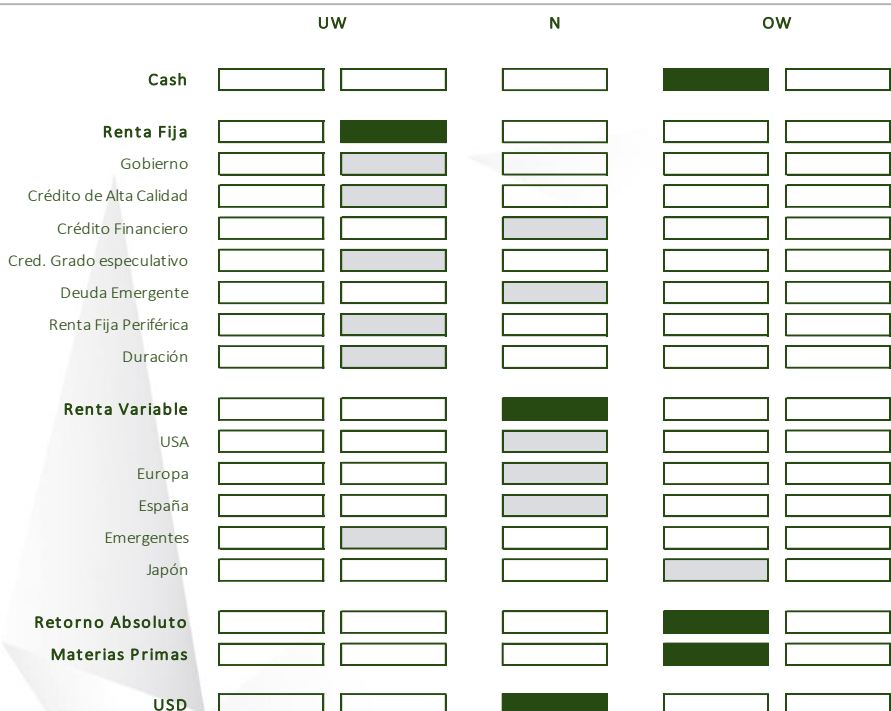 UW N OW
Cash
Renta Fija
Gobierno
Crédito de Alta Calidad
Crédito Financiero
Cred. Grado especulativo
Deuda Emergente
Renta Fija Periférica
Duración
Renta Variable
USA
Europa
España
Emergentes
Japón
Retorno Absoluto
Materias Primas
USD